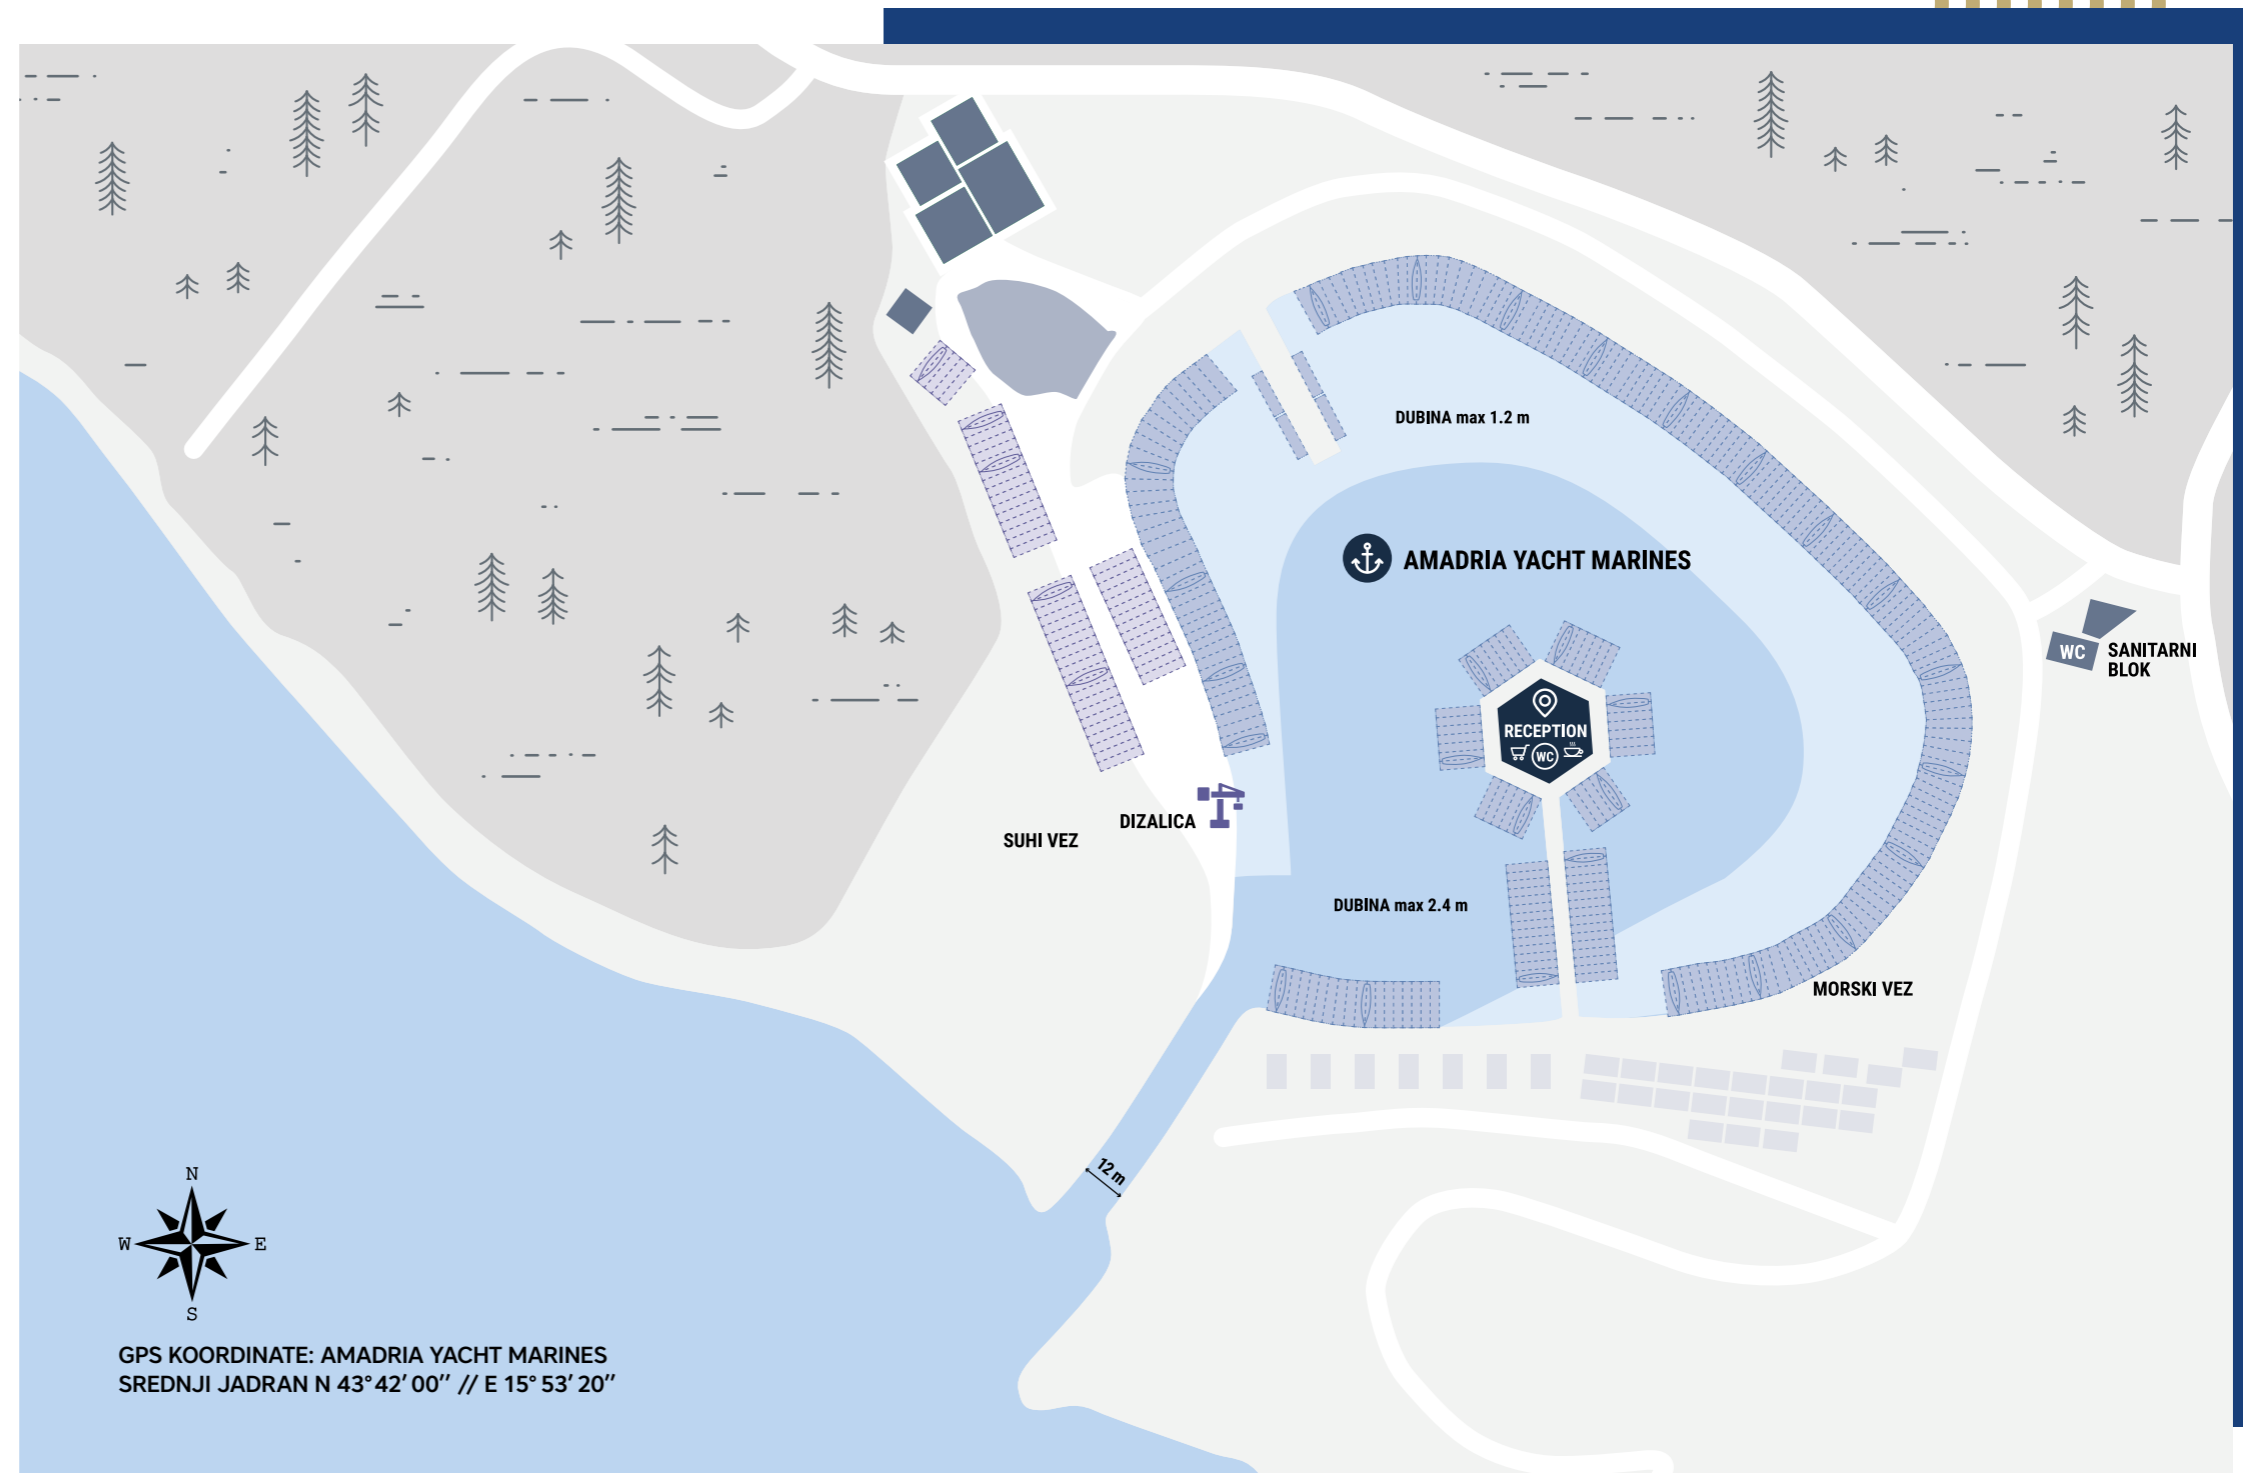 DUBINA max 1.2 m
AMADRIA YACHT MARINES
WC
SANITARNI
BLOK
RECEPTION
WC
DIZALICA
SUHI VEZ
DUBINA max 2.4 m
MORSKI VEZ
12 m
N
W
E
S
GPS KOORDINATE: AMADRIA YACHT MARINES
SREDNJI JADRAN N 43°42′00″ // E 15°53′20″